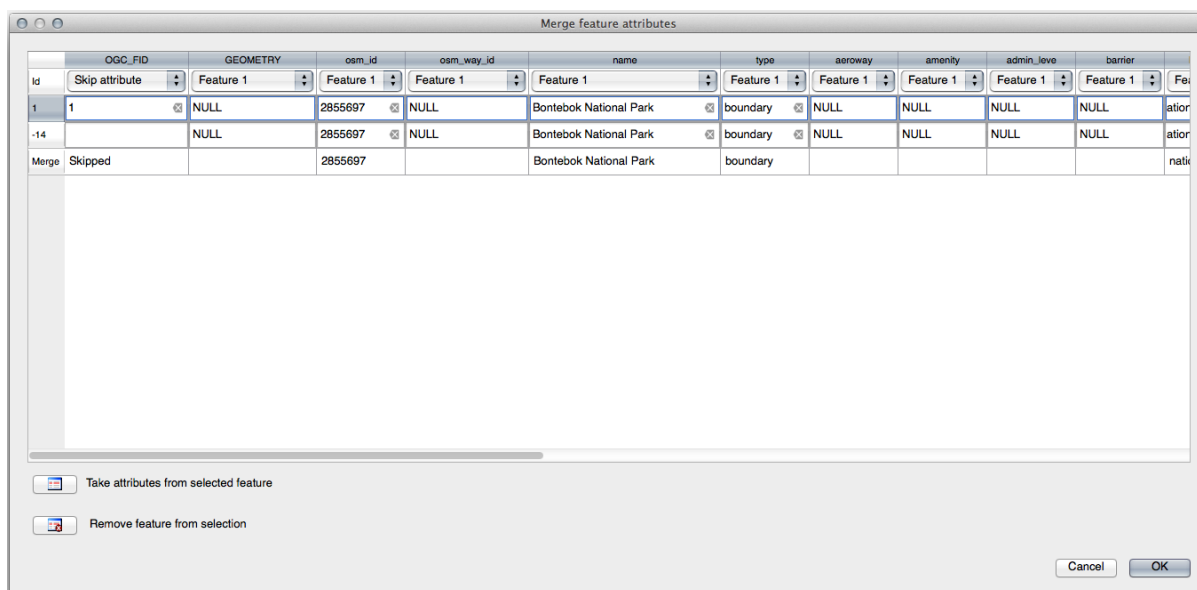 Merge feature attributes
OGC_FID GEOMETRY osm_id osm_way_id name type aeroway amenity admin_leve barrier
Id Skip attribute Feature 1 Feature 1 Feature 1 Feature 1 Feature 1 Feature 1 Feature 1 Feature 1 Feature 1 Fea
1 1 NULL 2855697 NULL Bontebok National Park boundary NULL NULL NULL NULL ation
-14 NULL 2855697 NULL Bontebok National Park boundary NULL NULL NULL NULL ation
Merge Skipped 2855697 Bontebok National Park boundary natio
Take attributes from selected feature
Remove feature from selection
Cancel OK